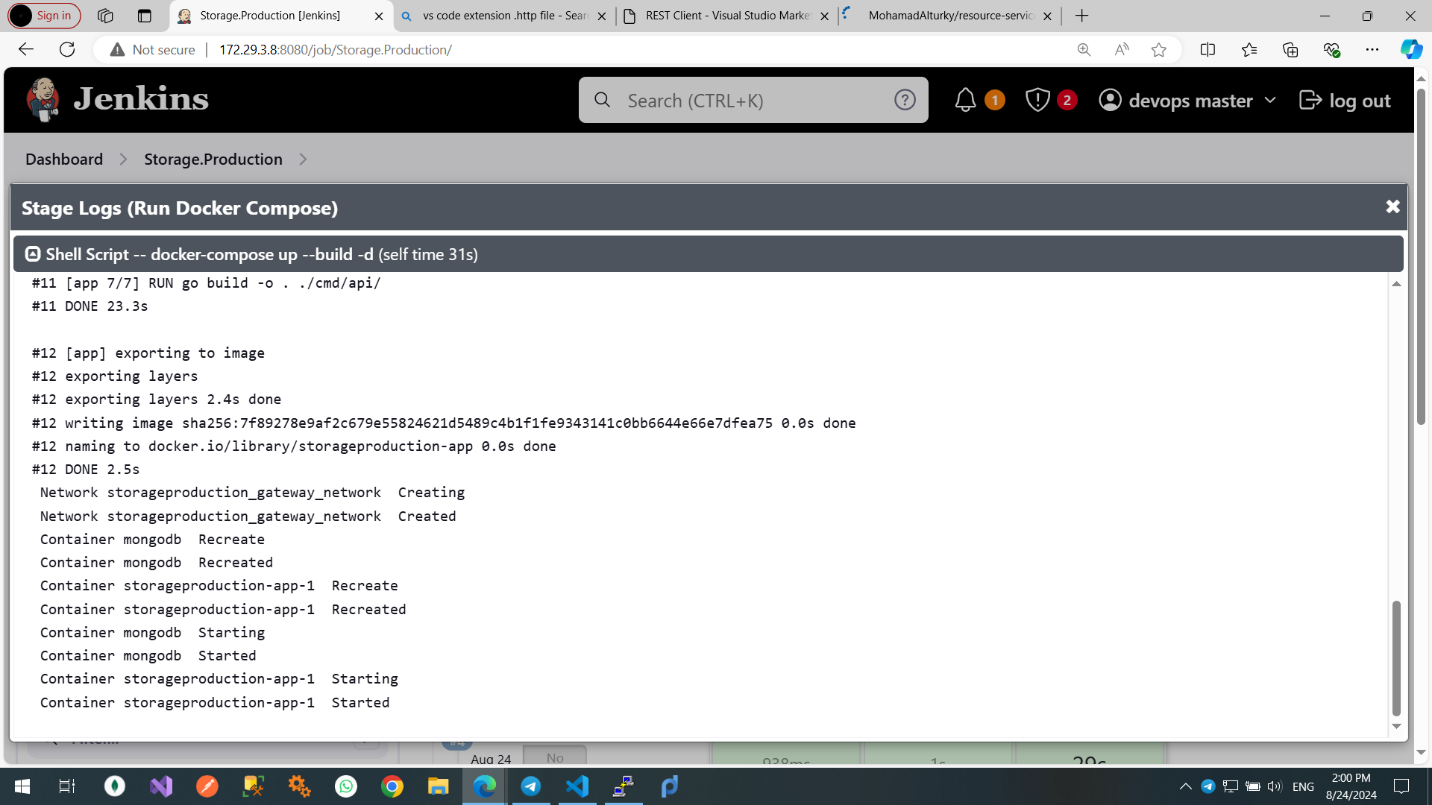 Sign in
Storage.Production [Jenkins]
vs code extension .http file - Sear
REST Client - Visual Studio Market
MohamadAlturky/resource-servic
Not secure
172.29.3.8:8080/job/Storage.Production/
Jenkins
Search (CTRL+K)
1
2
devops master
log out
Dashboard
Storage.Production
Stage Logs (Run Docker Compose)
Shell Script -- docker-compose up --build -d (self time 31s)
#11 [app 7/7] RUN go build -o . ./cmd/api/
#11 DONE 23.3s
#12 [app] exporting to image
#12 exporting layers
#12 exporting layers 2.4s done
#12 writing image sha256:7f89278e9af2c679e55824621d5489c4b1f1fe9343141c0bb6644e66e7dfea75 0.0s done
#12 naming to docker.io/library/storageproduction-app 0.0s done
#12 DONE 2.5s
Network storageproduction_gateway_network  Creating
Network storageproduction_gateway_network  Created
Container mongodb  Recreate
Container mongodb  Recreated
Container storageproduction-app-1  Recreate
Container storageproduction-app-1  Recreated
Container mongodb  Starting
Container mongodb  Started
Container storageproduction-app-1  Starting
Container storageproduction-app-1  Started
Aug 24
No
938ms
1s
29s
ENG
2:00 PM
8/24/2024